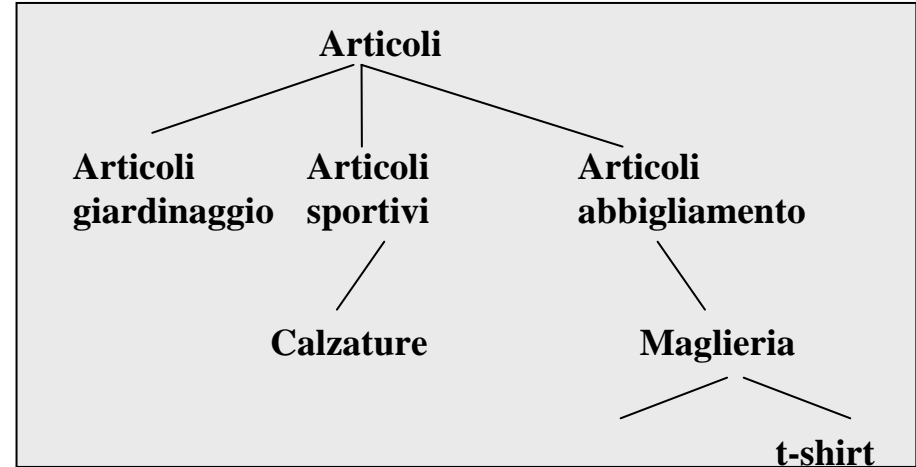 Articoli
Articoli
giardinaggio
Articoli
sportivi
Articoli
abbigliamento
Calzature
Maglieria
t-shirt